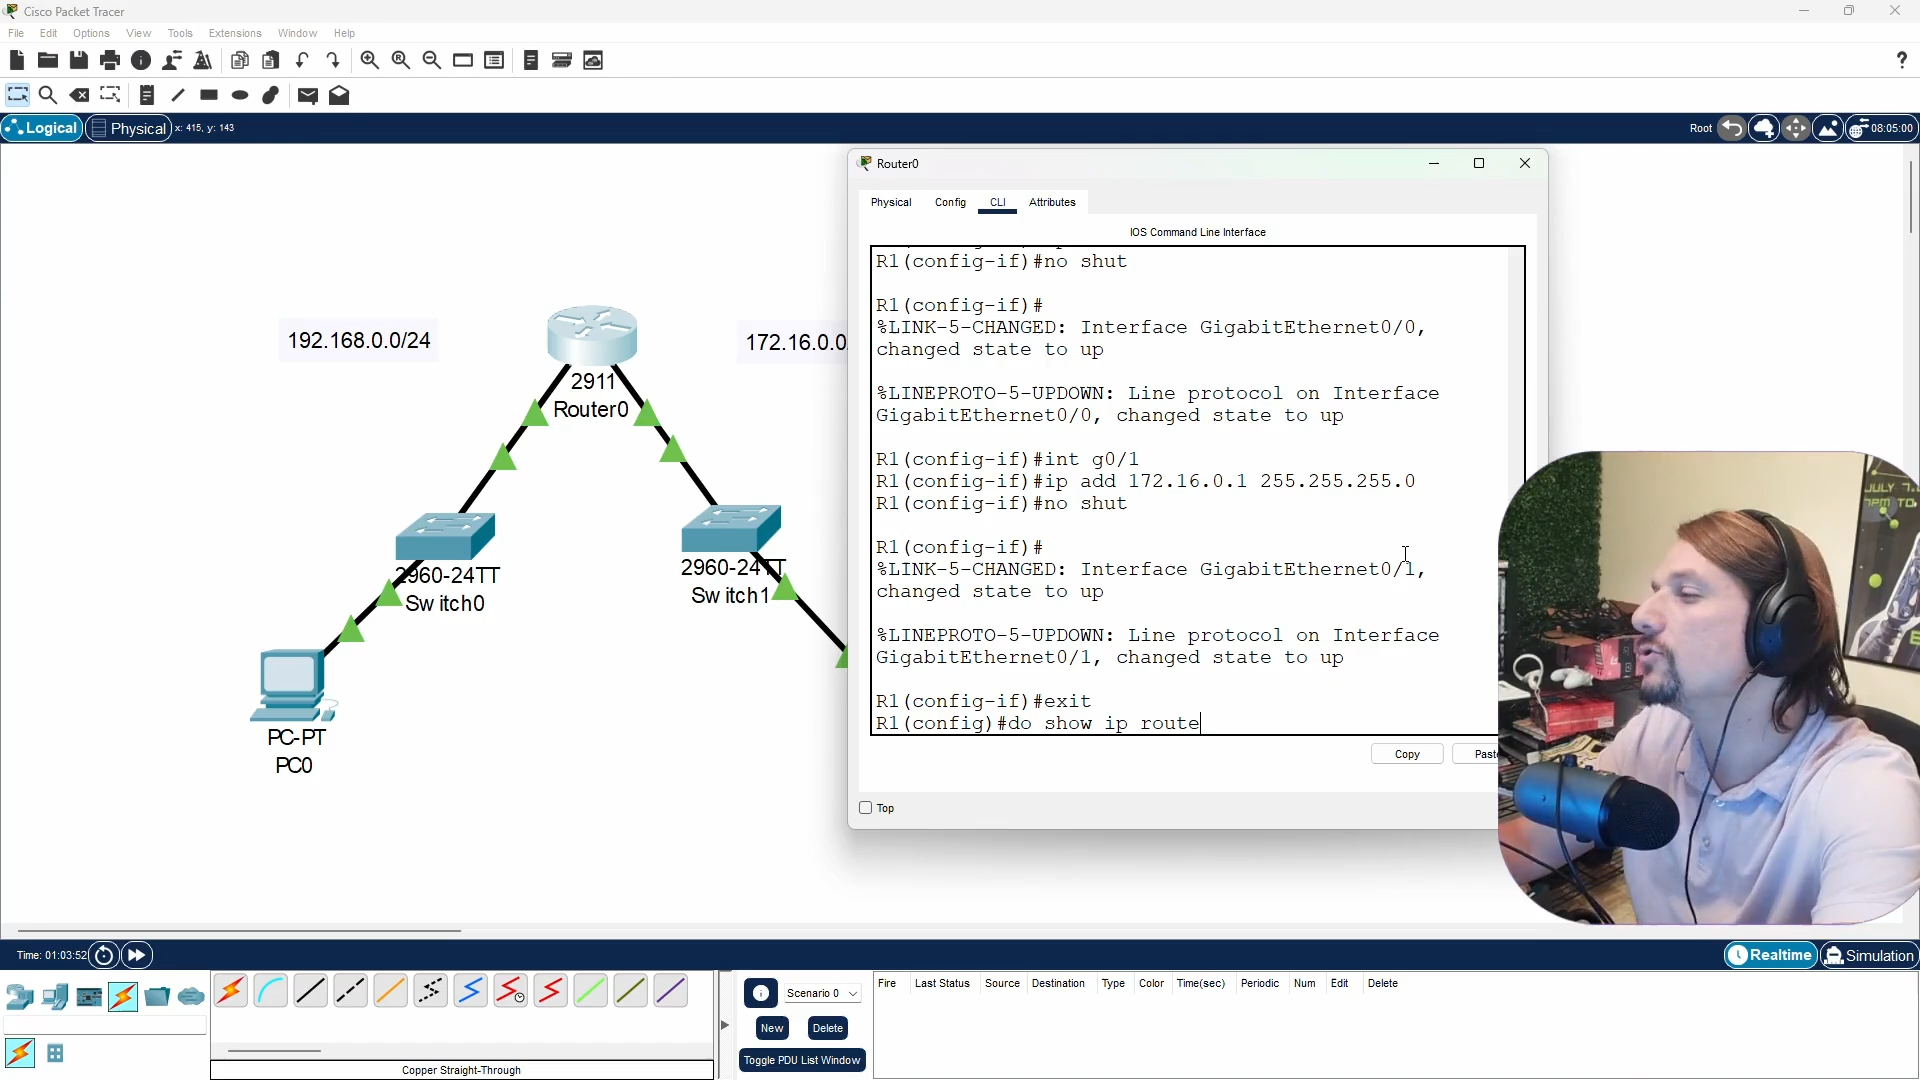 Cisco Packet Tracer
File Edit Options View Tools Extensions Window Help
Logical Physical x: 415, y: 143
Root 08:05:00
Router0
Physical Config CLI Attributes
IOS Command Line Interface
R1(config-if)#no shut
R1(config-if)#
%LINK-5-CHANGED: Interface GigabitEthernet0/0,
changed state to up
%LINEPROTO-5-UPDOWN: Line protocol on Interface
GigabitEthernet0/0, changed state to up
R1(config-if)#int g0/1
R1(config-if)#ip add 172.16.0.1 255.255.255.0
R1(config-if)#no shut
R1(config-if)#
%LINK-5-CHANGED: Interface GigabitEthernet0/1,
changed state to up
%LINEPROTO-5-UPDOWN: Line protocol on Interface
GigabitEthernet0/1, changed state to up
R1(config-if)#exit
R1(config)#do show ip route
Copy Paste
Top
192.168.0.0/24
172.16.0.0
2911
Router0
2960-24TT
Switch0
2960-24TT
Switch1
PC-PT
PC0
JULY 7.
7PM TO
Time: 01:03:52
Realtime Simulation
Scenario 0
New Delete
Toggle PDU List Window
Fire Last Status Source Destination Type Color Time(sec) Periodic Num Edit Delete
Copper Straight-Through